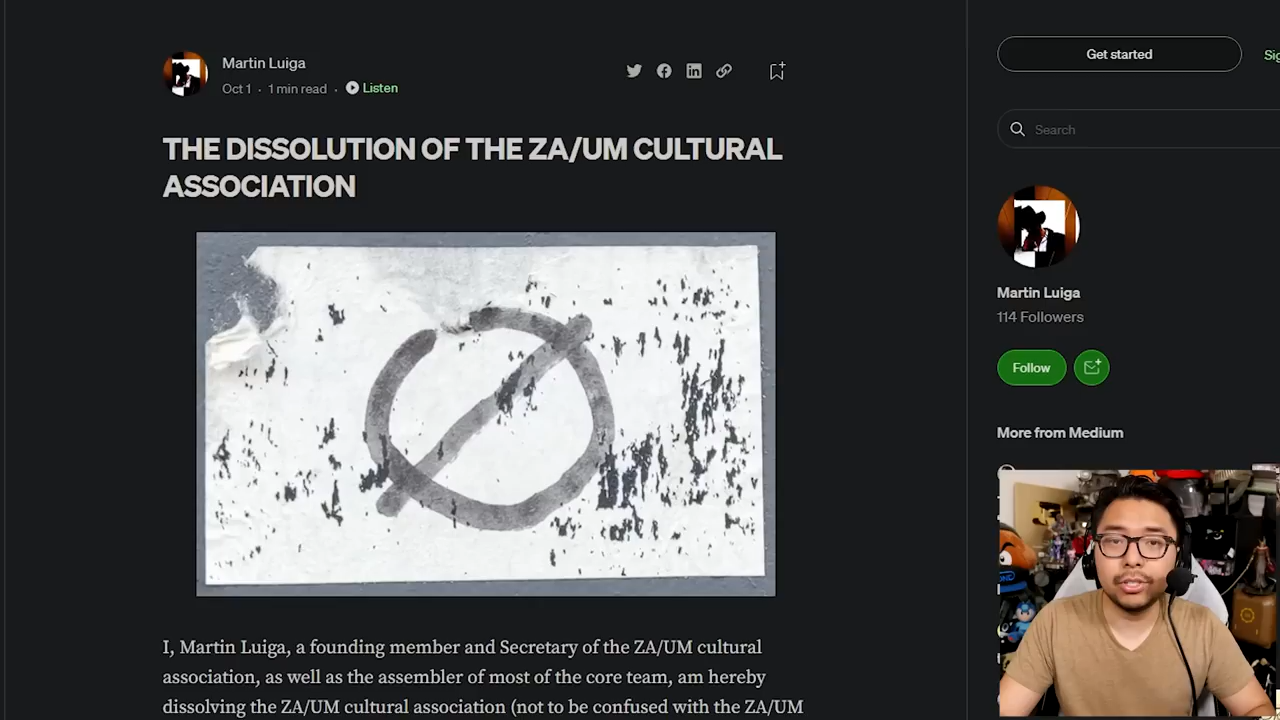 Martin Luiga
Oct 1 · 1 min read · Listen
THE DISSOLUTION OF THE ZA/UM CULTURAL
ASSOCIATION
I, Martin Luiga, a founding member and Secretary of the ZA/UM cultural
association, as well as the assembler of most of the core team, am hereby
dissolving the ZA/UM cultural association (not to be confused with the ZA/UM
Get started
Sig
Search
Martin Luiga
114 Followers
Follow
More from Medium